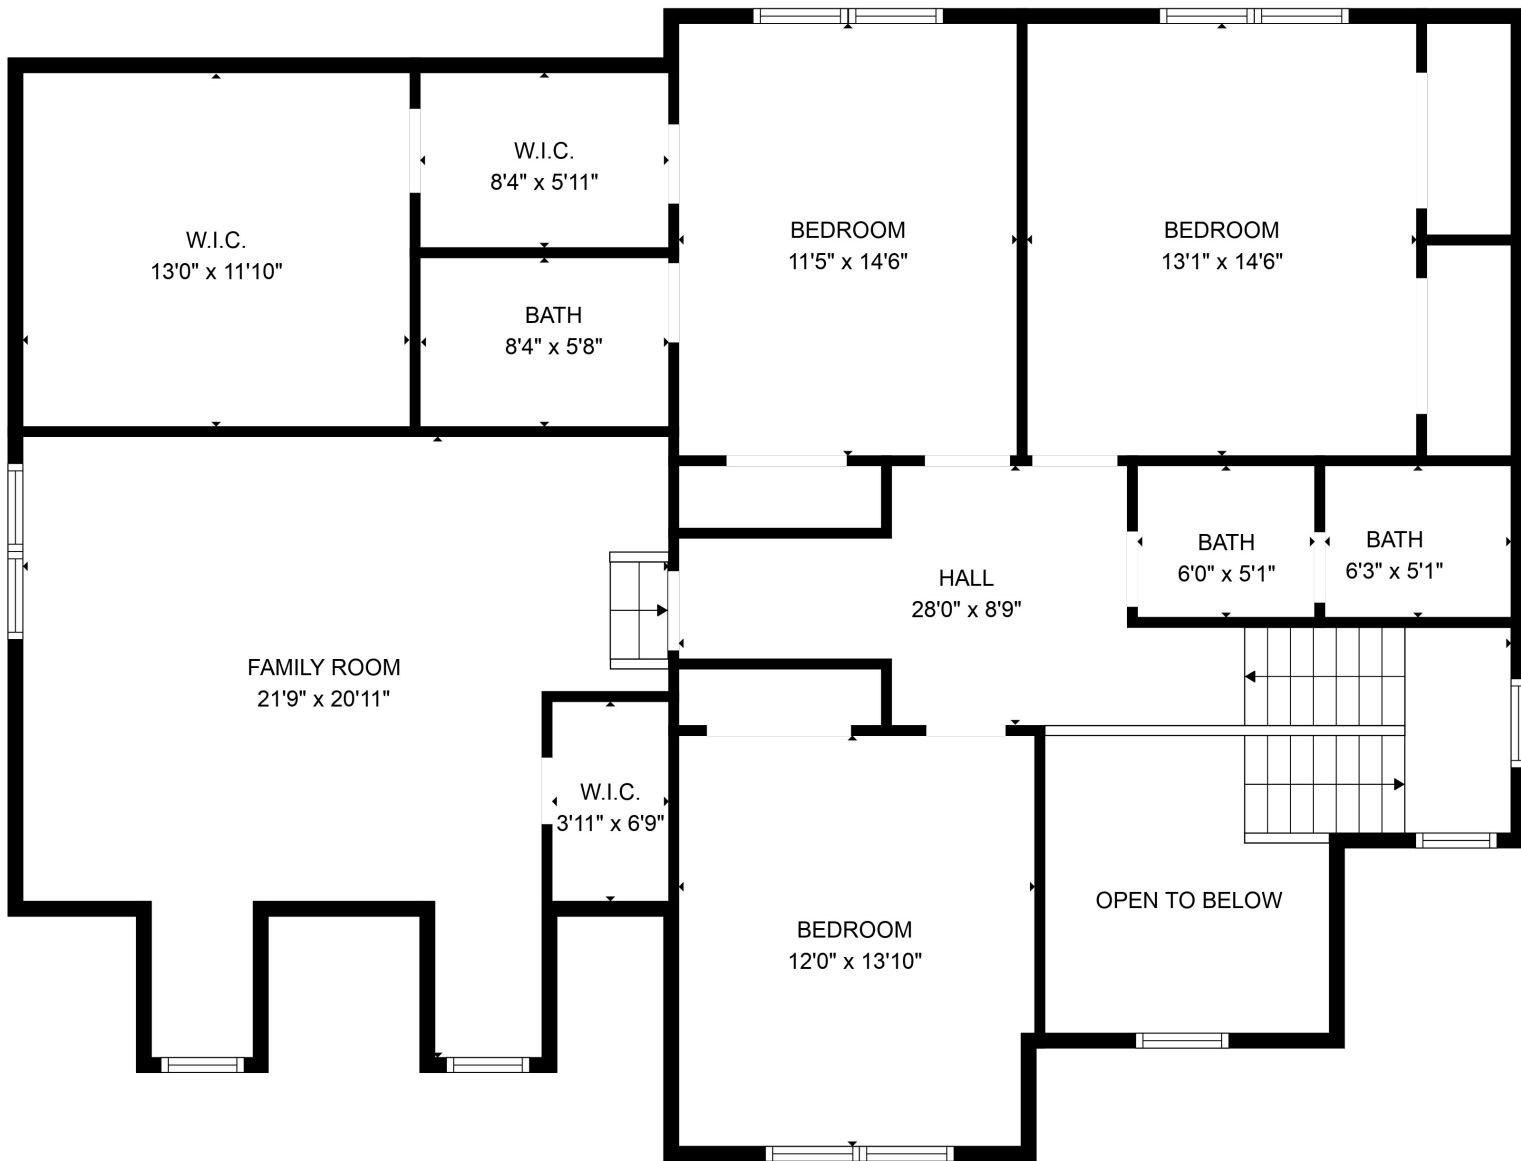 W.I.C.
8'4" x 5'11"
BEDROOM
11'5" x 14'6"
BEDROOM
13'1" x 14'6"
W.I.C.
13'0" x 11'10"
BATH
8'4" x 5'8"
BATH
6'0" x 5'1"
BATH
6'3" x 5'1"
HALL
28'0" x 8'9"
FAMILY ROOM
21'9" x 20'11"
W.I.C.
3'11" x 6'9"
OPEN TO BELOW
BEDROOM
12'0" x 13'10"